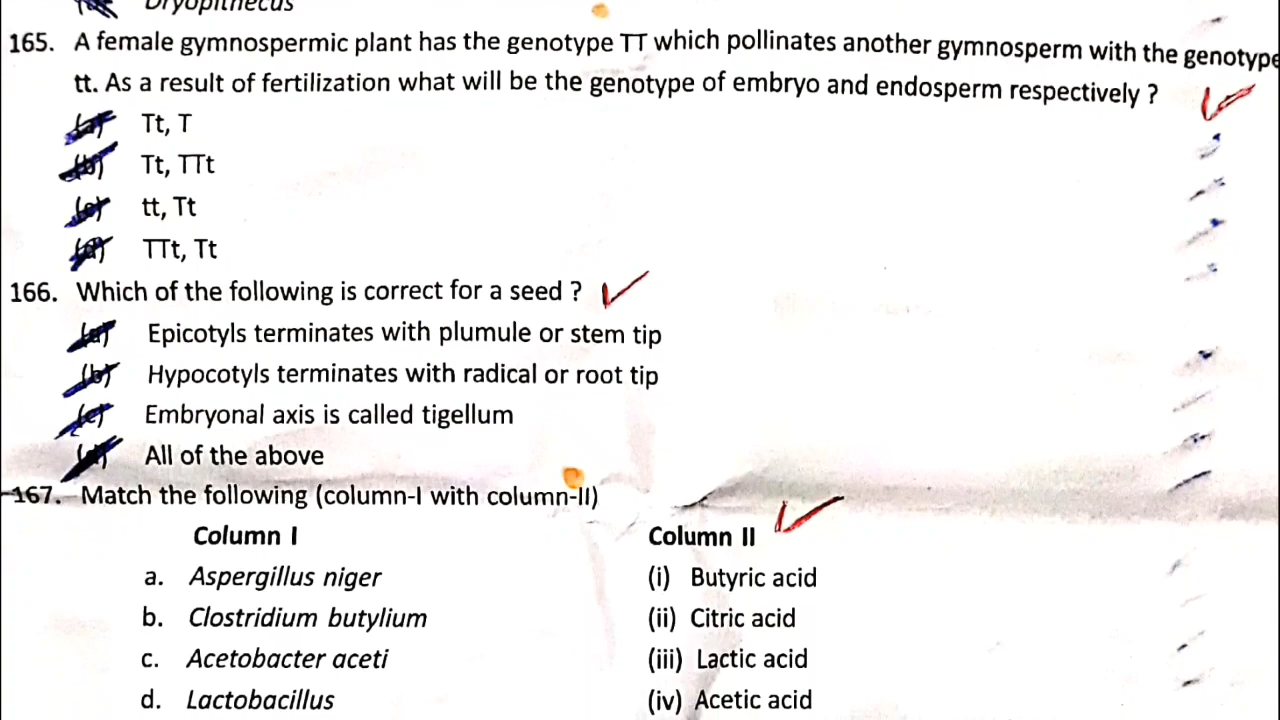 Dryopithecus
165. A female gymnospermic plant has the genotype TT which pollinates another gymnosperm with the genotype
tt. As a result of fertilization what will be the genotype of embryo and endosperm respectively ?
(a) Tt, T
(b) Tt, TTt
(c) tt, Tt
(d) TTt, Tt
166. Which of the following is correct for a seed ?
(a) Epicotyls terminates with plumule or stem tip
(b) Hypocotyls terminates with radical or root tip
(c) Embryonal axis is called tigellum
(d) All of the above
167. Match the following (column-I with column-II)
Column I Column II
a. Aspergillus niger (i) Butyric acid
b. Clostridium butylium (ii) Citric acid
c. Acetobacter aceti (iii) Lactic acid
d. Lactobacillus (iv) Acetic acid